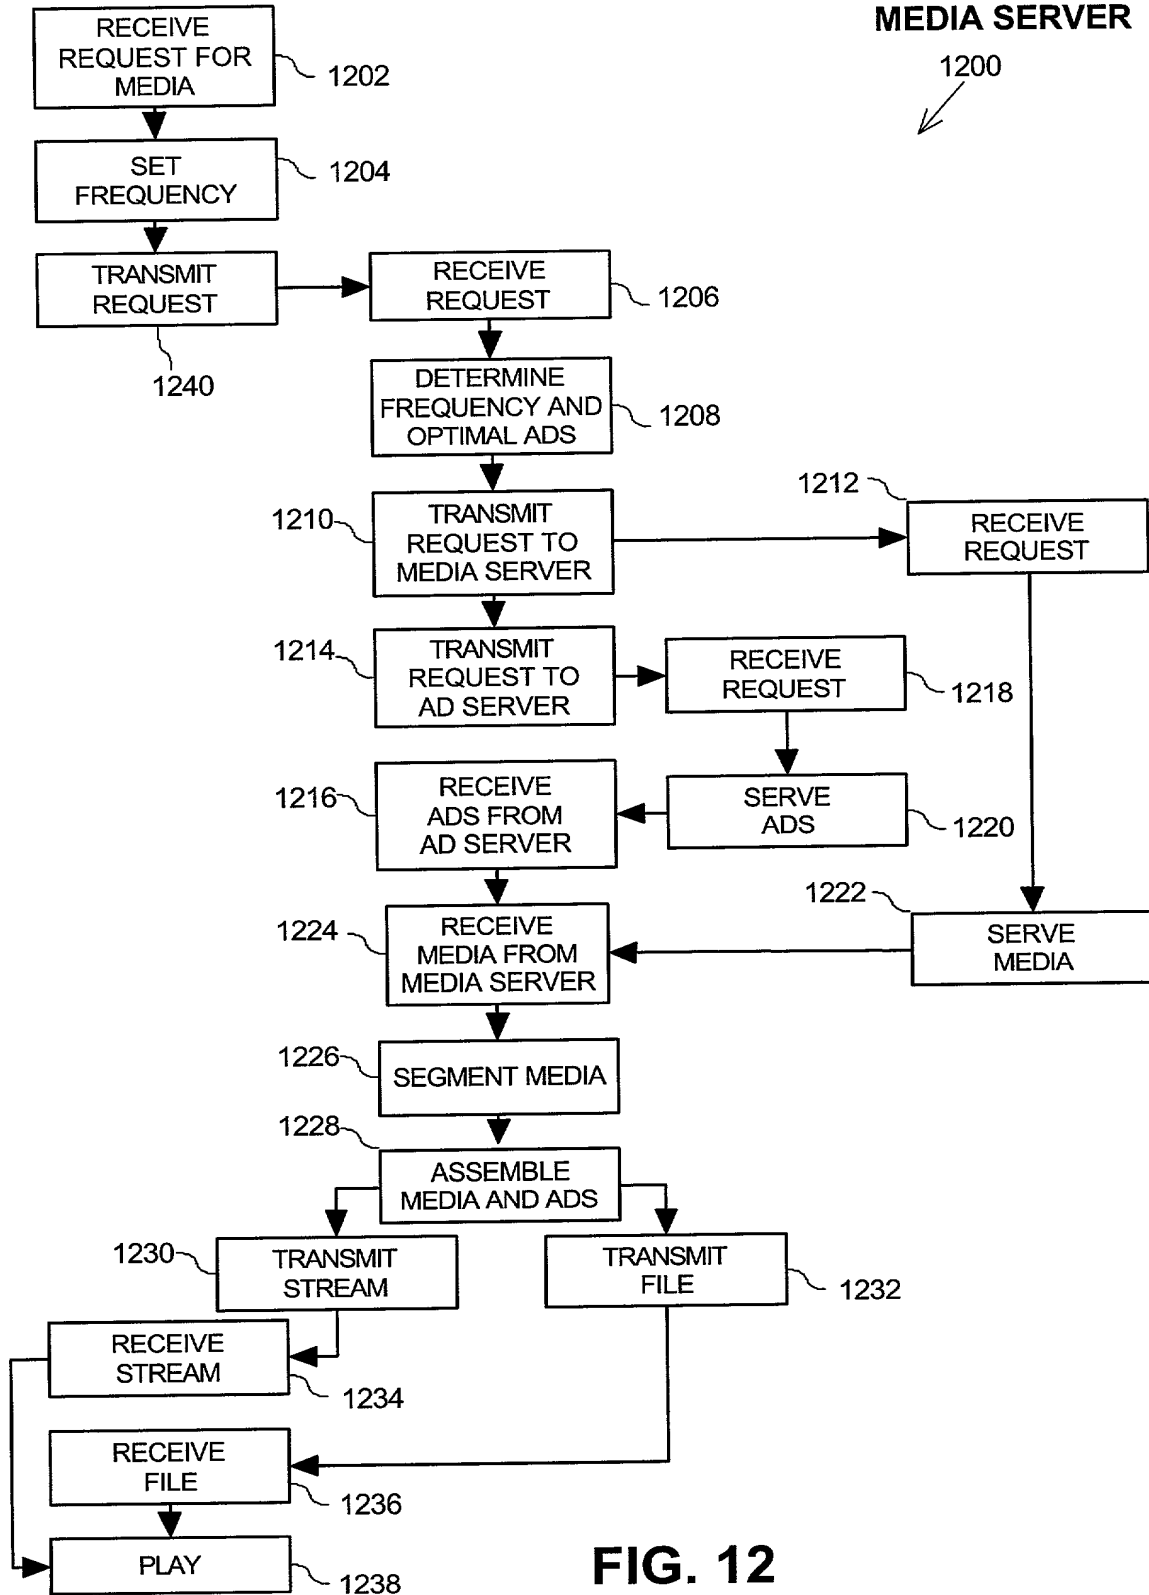 MEDIA SERVER
1200
RECEIVE
REQUEST FOR
MEDIA
1202
SET
FREQUENCY
1204
TRANSMIT
REQUEST
1240
RECEIVE
REQUEST
1206
DETERMINE
FREQUENCY AND
OPTIMAL ADS
1208
1210
TRANSMIT
REQUEST TO
MEDIA SERVER
1212
RECEIVE
REQUEST
1214
TRANSMIT
REQUEST TO
AD SERVER
RECEIVE
REQUEST
1218
1216
RECEIVE
ADS FROM
AD SERVER
SERVE
ADS
1220
1222
SERVE
MEDIA
1224
RECEIVE
MEDIA FROM
MEDIA SERVER
1226
SEGMENT MEDIA
1228
ASSEMBLE
MEDIA AND ADS
1230
TRANSMIT
STREAM
TRANSMIT
FILE
1232
RECEIVE
STREAM
1234
RECEIVE
FILE
1236
PLAY
1238
FIG. 12